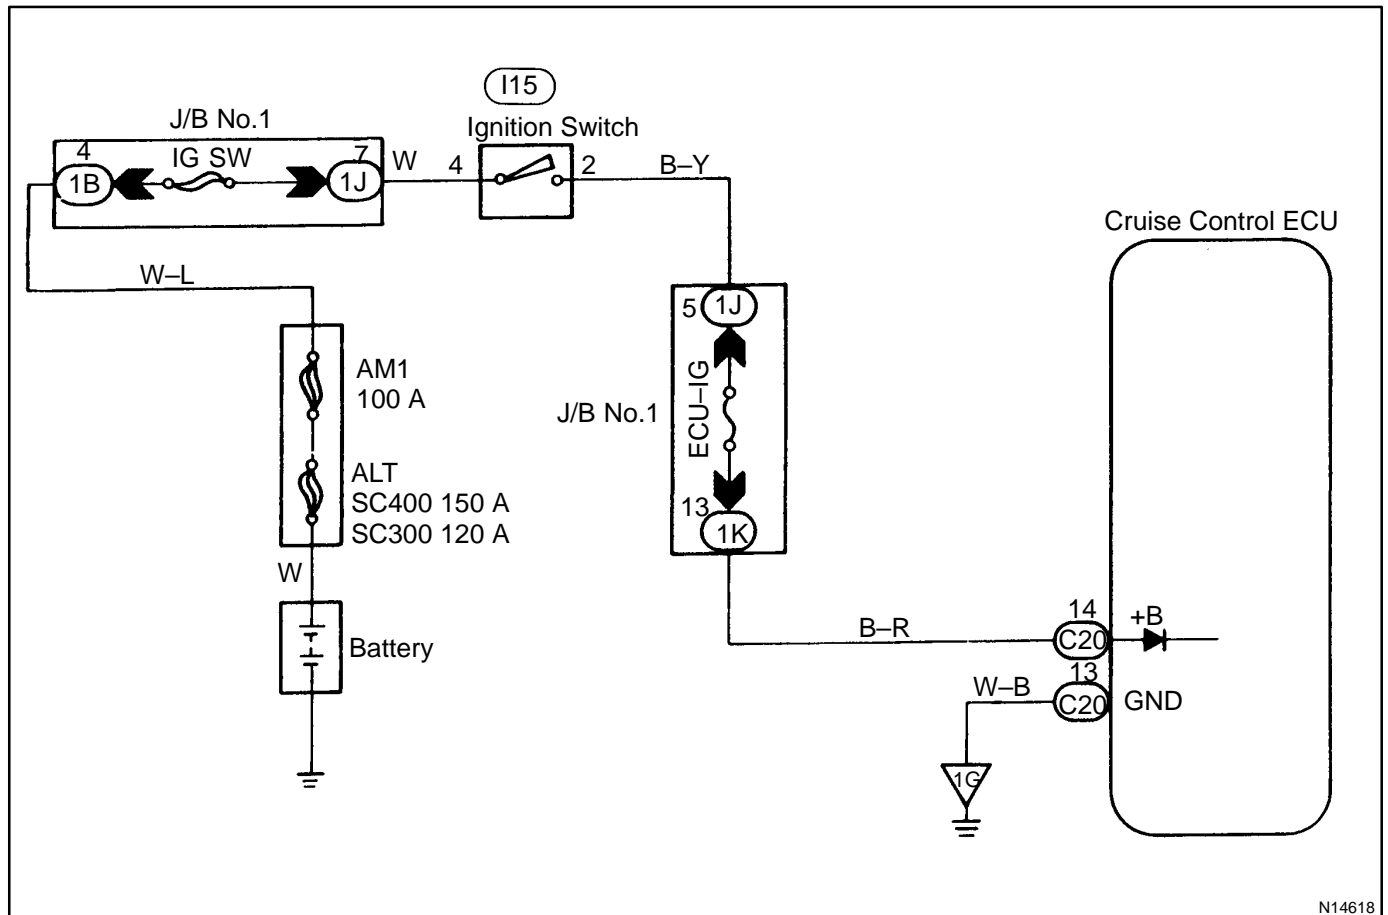 I15
J/B No.1
Ignition Switch
4
IG SW
7
W
4
2
B–Y
1B
1J
Cruise Control ECU
W–L
5
1J
AM1
100 A
ECU–IG
J/B No.1
ALT
SC400 150 A
SC300 120 A
13
1K
W
Battery
B–R
14
C20
+B
13
W–B
C20
GND
1G
N14618